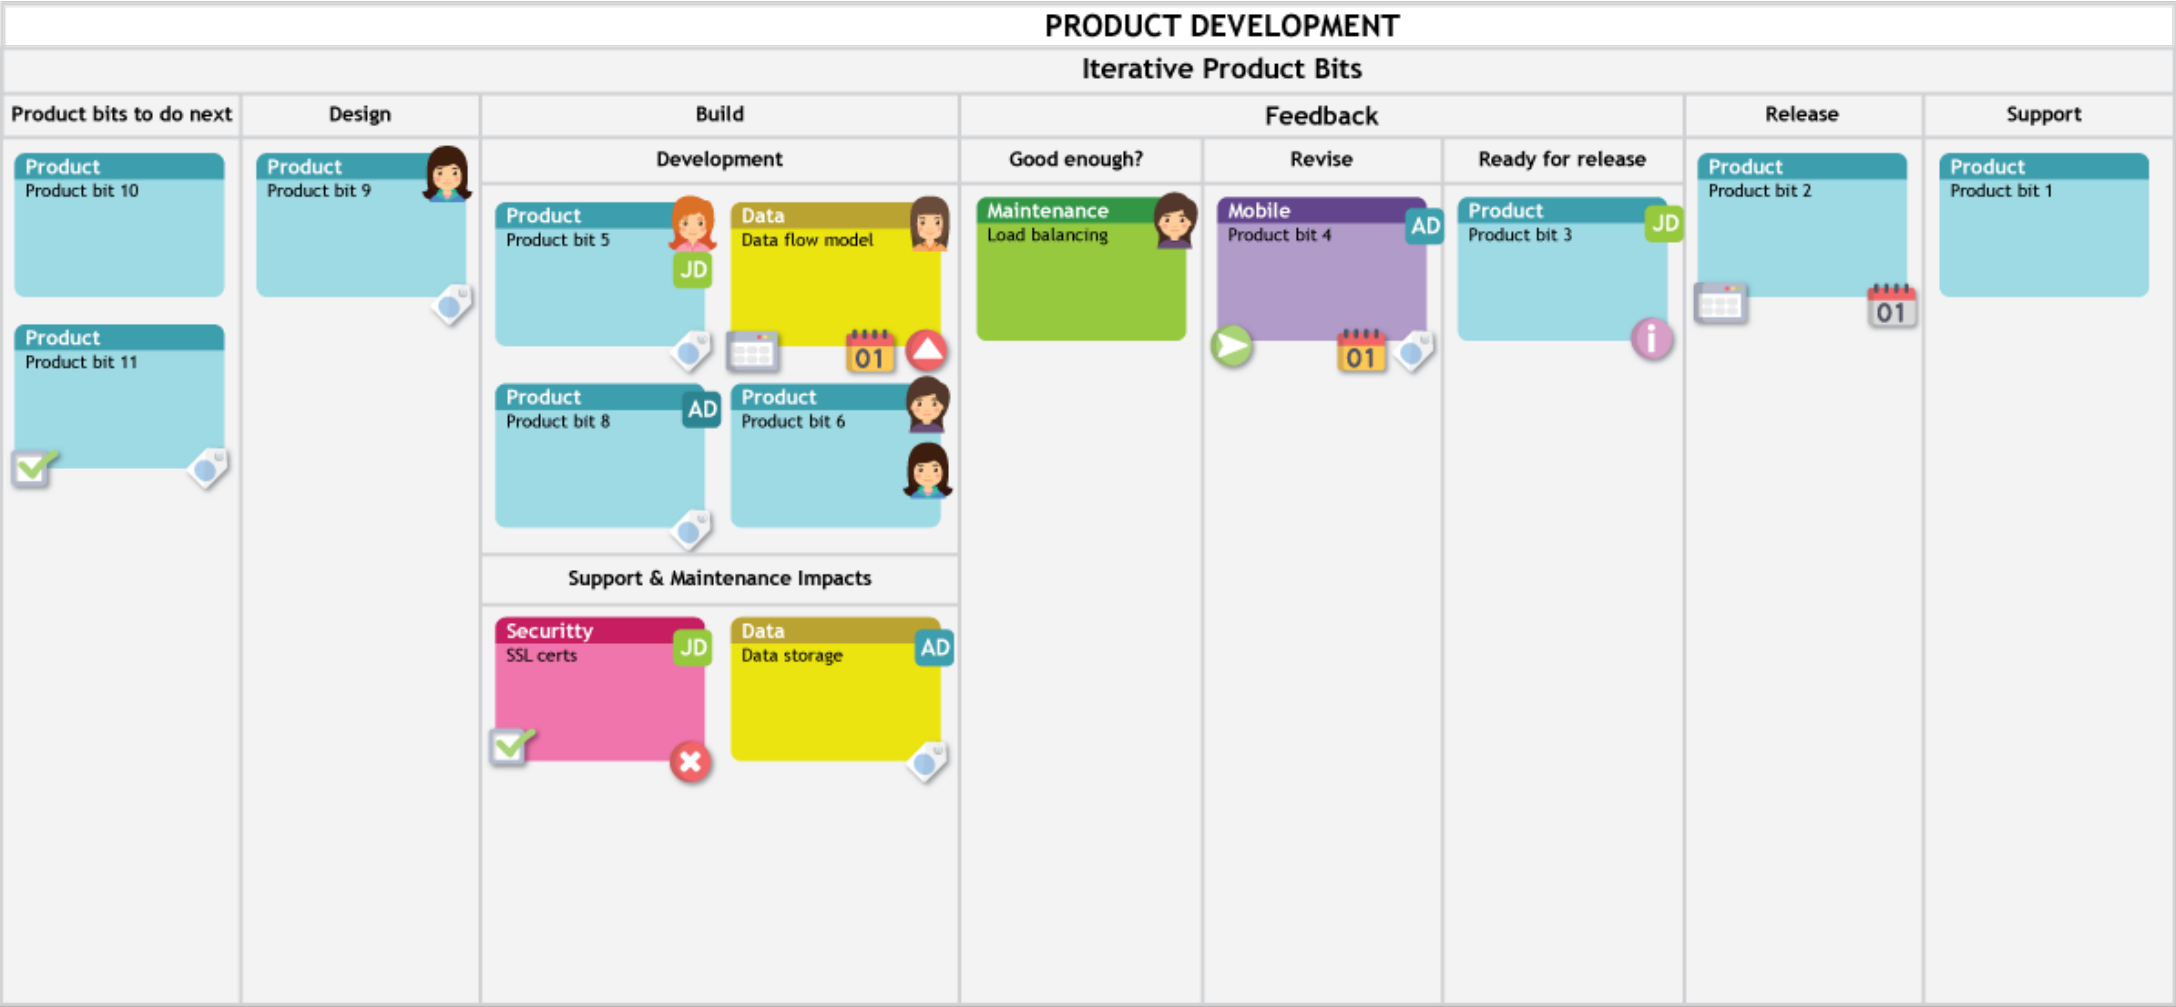 PRODUCT DEVELOPMENT
Iterative Product Bits
Product bits to do next
Design
Build
Feedback
Release
Support
Development
Good enough?
Revise
Ready for release
Product
Product bit 10
Product
Product bit 11
Product
Product bit 9
Product
Product bit 5
JD
Data
Data flow model
01
Product
Product bit 8
AD
Product
Product bit 6
Support & Maintenance Impacts
Securitty
SSL certs
JD
Data
Data storage
AD
Maintenance
Load balancing
Mobile
Product bit 4
AD
01
Product
Product bit 3
JD
i
Product
Product bit 2
01
Product
Product bit 1